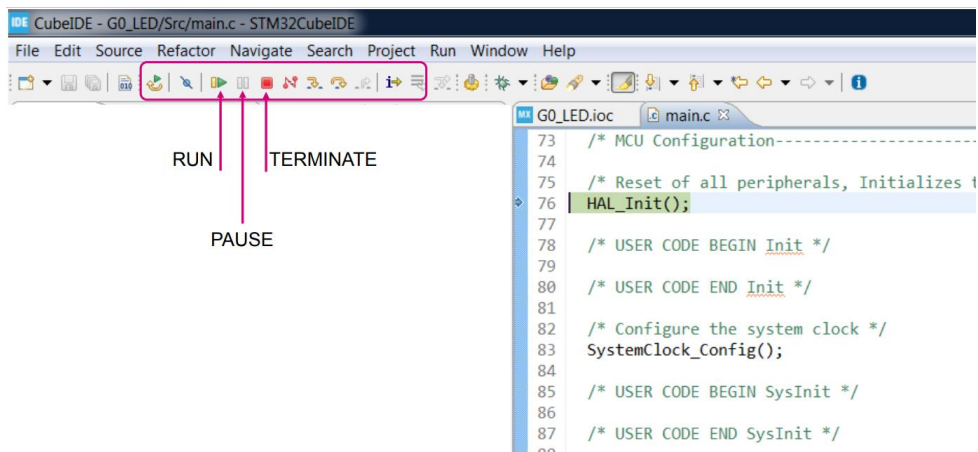 IDE CubeIDE - G0_LED/Src/main.c - STM32CubeIDE
File Edit Source Refactor Navigate Search Project Run Window Help
010
MX G0_LED.ioc c main.c
RUN
TERMINATE
PAUSE
73 /* MCU Configuration-----------------------
74
75 /* Reset of all peripherals, Initializes t
76 HAL_Init();
77
78 /* USER CODE BEGIN Init */
79
80 /* USER CODE END Init */
81
82 /* Configure the system clock */
83 SystemClock_Config();
84
85 /* USER CODE BEGIN SysInit */
86
87 /* USER CODE END SysInit */